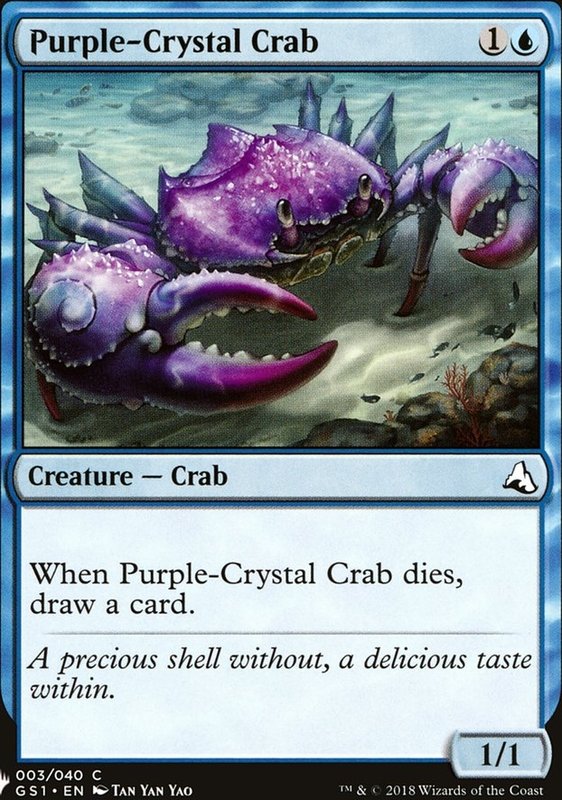 Purple-Crystal Crab 1
Creature — Crab
When Purple-Crystal Crab dies,
draw a card.
A precious shell without, a delicious taste
within.
1/1
003/040 C
GS1 • EN Tan Yan Yao
™ & © 2018 Wizards of the Coast